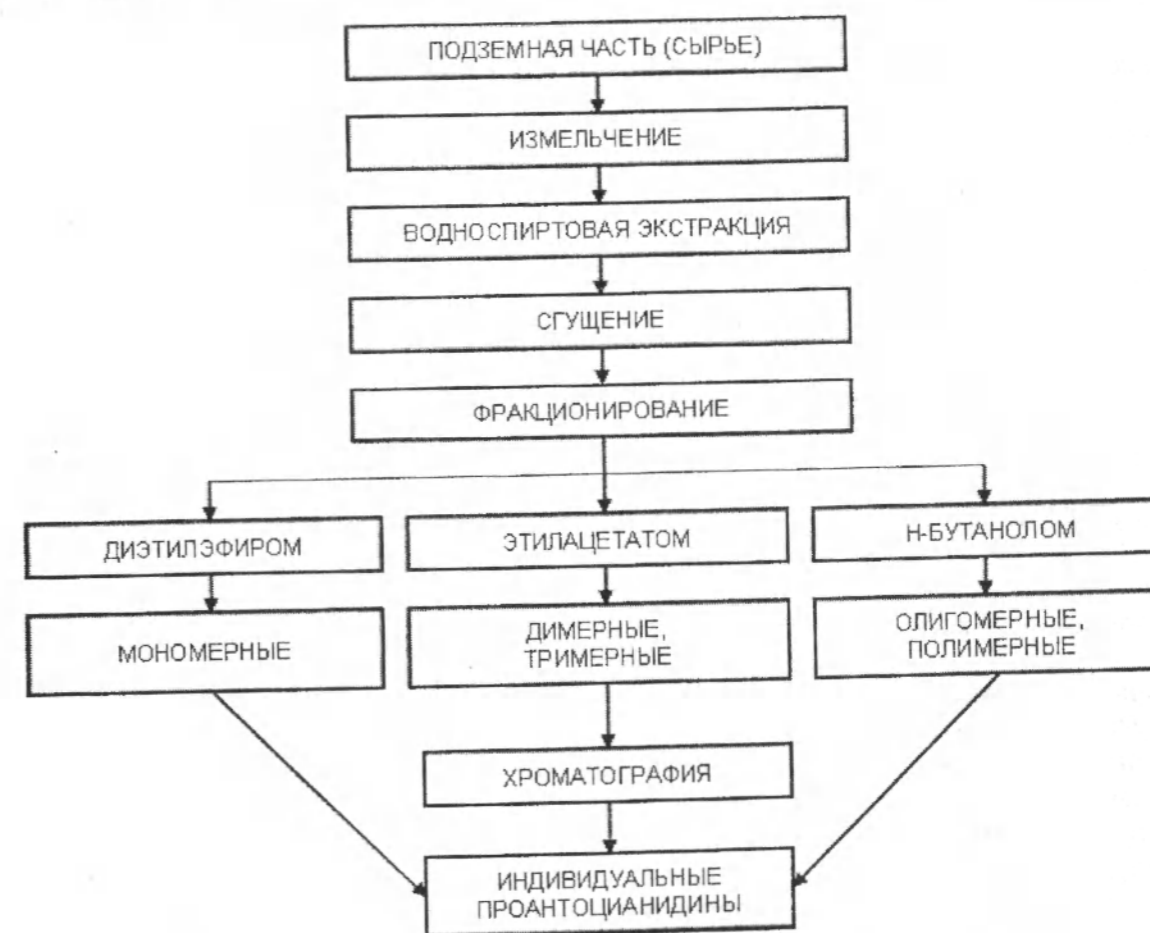 ПОДЗЕМНАЯ ЧАСТЬ (СЫРЬЕ)
ИЗМЕЛЬЧЕНИЕ
ВОДНОСПИРТОВАЯ ЭКСТРАКЦИЯ
СГУЩЕНИЕ
ФРАКЦИОНИРОВАНИЕ
ДИЭТИЛЭФИРОМ
ЭТИЛАЦЕТАТОМ
Н-БУТАНОЛОМ
МОНОМЕРНЫЕ
ДИМЕРНЫЕ,
ТРИМЕРНЫЕ
ОЛИГОМЕРНЫЕ,
ПОЛИМЕРНЫЕ
ХРОМАТОГРАФИЯ
ИНДИВИДУАЛЬНЫЕ
ПРОАНТОЦИАНИДИНЫ